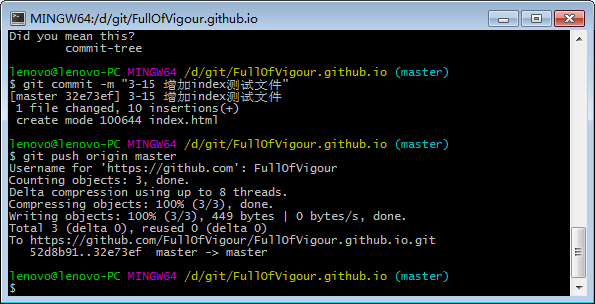 MINGW64:/d/git/FullOfVigour.github.io
Did you mean this?
commit-tree
lenovo@lenovo-PC MINGW64 /d/git/FullOfVigour.github.io (master)
$ git commit -m "3-15 增加index测试文件"
[master 32e73ef] 3-15 增加index测试文件
1 file changed, 10 insertions(+)
create mode 100644 index.html
lenovo@lenovo-PC MINGW64 /d/git/FullOfVigour.github.io (master)
$ git push origin master
Username for 'https://github.com': FullOfVigour
Counting objects: 3, done.
Delta compression using up to 8 threads.
Compressing objects: 100% (3/3), done.
Writing objects: 100% (3/3), 449 bytes | 0 bytes/s, done.
Total 3 (delta 0), reused 0 (delta 0)
To https://github.com/FullOfVigour/FullOfVigour.github.io.git
52d8b91..32e73ef  master -> master
lenovo@lenovo-PC MINGW64 /d/git/FullOfVigour.github.io (master)
$